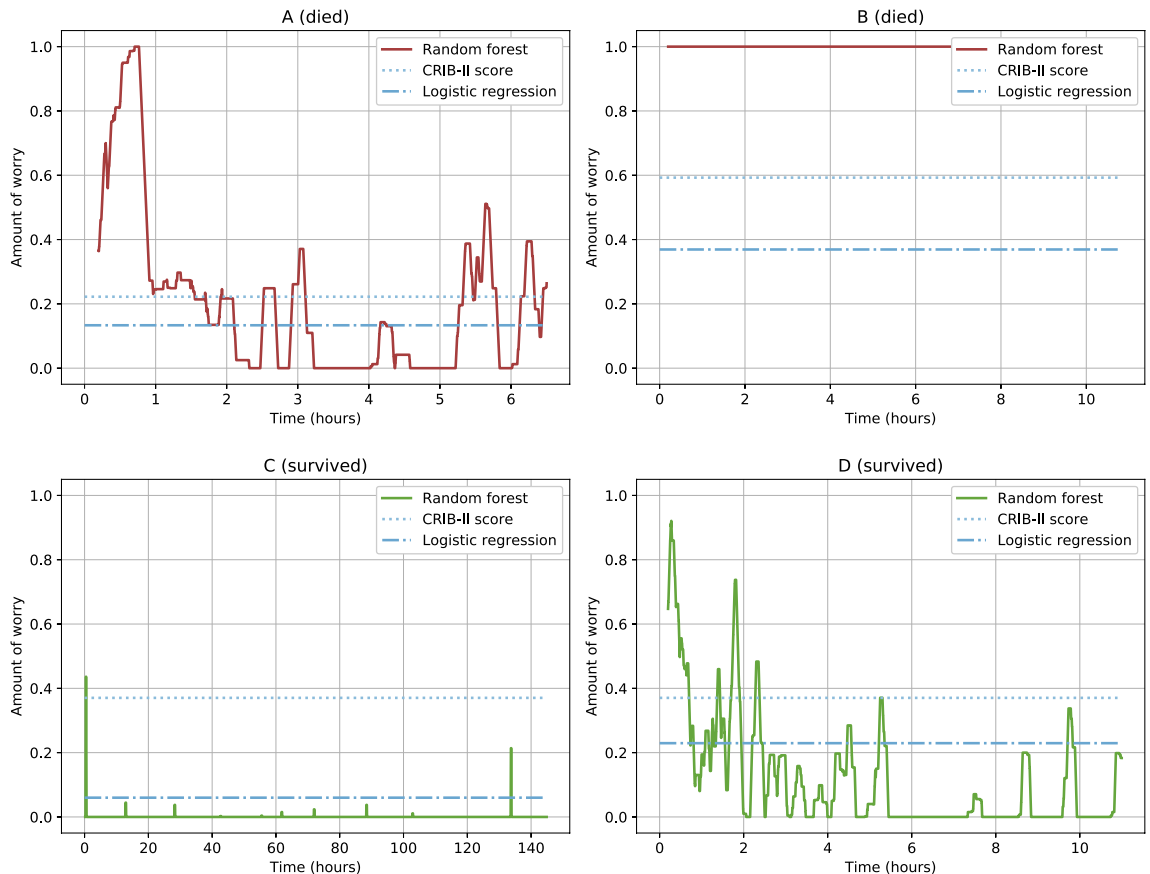 A (died)
1.0
0.8
0.6
0.4
0.2
0.0
Amount of worry
Random forest
CRIB-II score
Logistic regression
0 1 2 3 4 5 6
Time (hours)
B (died)
1.0
0.8
0.6
0.4
0.2
0.0
Amount of worry
Random forest
CRIB-II score
Logistic regression
0 2 4 6 8 10
Time (hours)
C (survived)
1.0
0.8
0.6
0.4
0.2
0.0
Amount of worry
Random forest
CRIB-II score
Logistic regression
0 20 40 60 80 100 120 140
Time (hours)
D (survived)
1.0
0.8
0.6
0.4
0.2
0.0
Amount of worry
Random forest
CRIB-II score
Logistic regression
0 2 4 6 8 10
Time (hours)